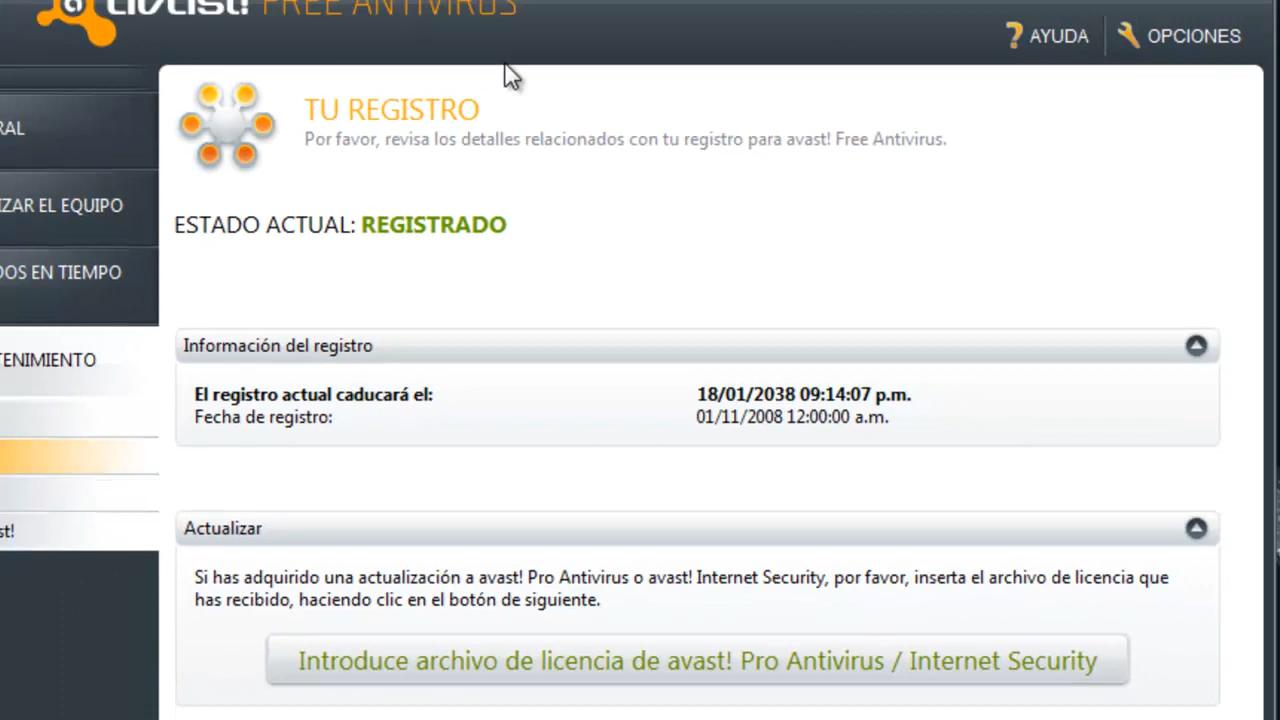 avast! FREE ANTIVIRUS
AYUDA
OPCIONES
TU REGISTRO
Por favor, revisa los detalles relacionados con tu registro para avast! Free Antivirus.
RAL
IZAR EL EQUIPO
DOS EN TIEMPO
TENIMIENTO
st!
ESTADO ACTUAL: REGISTRADO
Información del registro
El registro actual caducará el: 18/01/2038 09:14:07 p.m.
Fecha de registro: 01/11/2008 12:00:00 a.m.
Actualizar
Si has adquirido una actualización a avast! Pro Antivirus o avast! Internet Security, por favor, inserta el archivo de licencia que
has recibido, haciendo clic en el botón de siguiente.
Introduce archivo de licencia de avast! Pro Antivirus / Internet Security